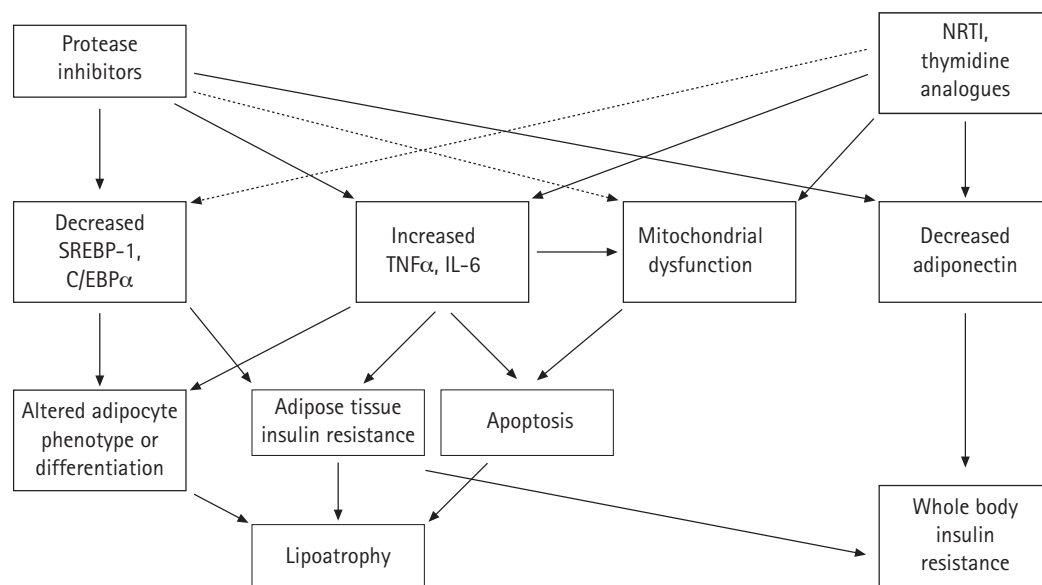 Protease
inhibitors
NRTI,
thymidine
analogues
Decreased
SREBP-1,
C/EBPα
Increased
TNFα, IL-6
Mitochondrial
dysfunction
Decreased
adiponectin
Altered adipocyte
phenotype or
differentiation
Adipose tissue
insulin resistance
Apoptosis
Lipoatrophy
Whole body
insulin
resistance